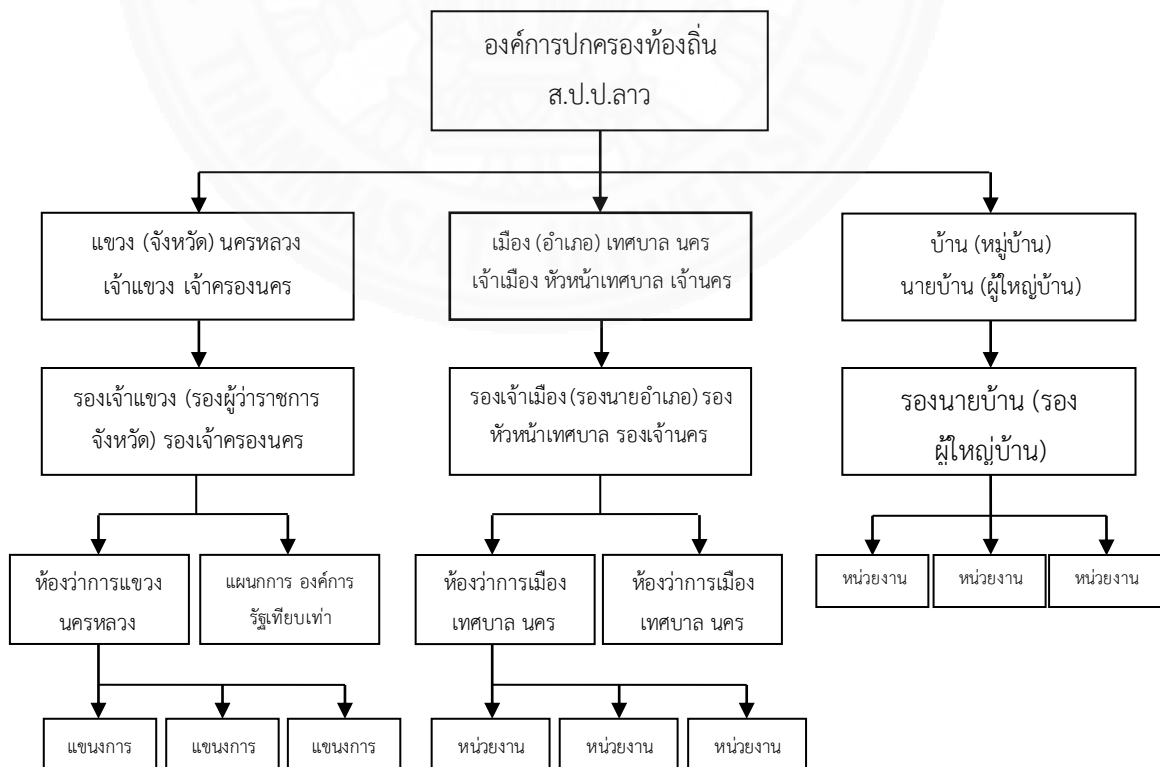 องค์การปกครองท้องถิ่น
ส.ป.ป.ลาว
แขวง (จังหวัด) นครหลวง
เจ้าแขวง เจ้าครองนคร
เมือง (อำเภอ) เทศบาล นคร
เจ้าเมือง หัวหน้าเทศบาล เจ้านคร
บ้าน (หมู่บ้าน)
นายบ้าน (ผู้ใหญ่บ้าน)
รองเจ้าแขวง (รองผู้ว่าราชการ
จังหวัด) รองเจ้าครองนคร
รองเจ้าเมือง (รองนายอำเภอ) รอง
หัวหน้าเทศบาล รองเจ้านคร
รองนายบ้าน (รอง
ผู้ใหญ่บ้าน)
ห้องว่าการแขวง
นครหลวง
แผนกการ องค์การ
รัฐเทียบเท่า
ห้องว่าการเมือง
เทศบาล นคร
ห้องว่าการเมือง
เทศบาล นคร
หน่วยงาน
หน่วยงาน
หน่วยงาน
แขนงการ
แขนงการ
แขนงการ
หน่วยงาน
หน่วยงาน
หน่วยงาน
THAMMASAT UNIVERSITY